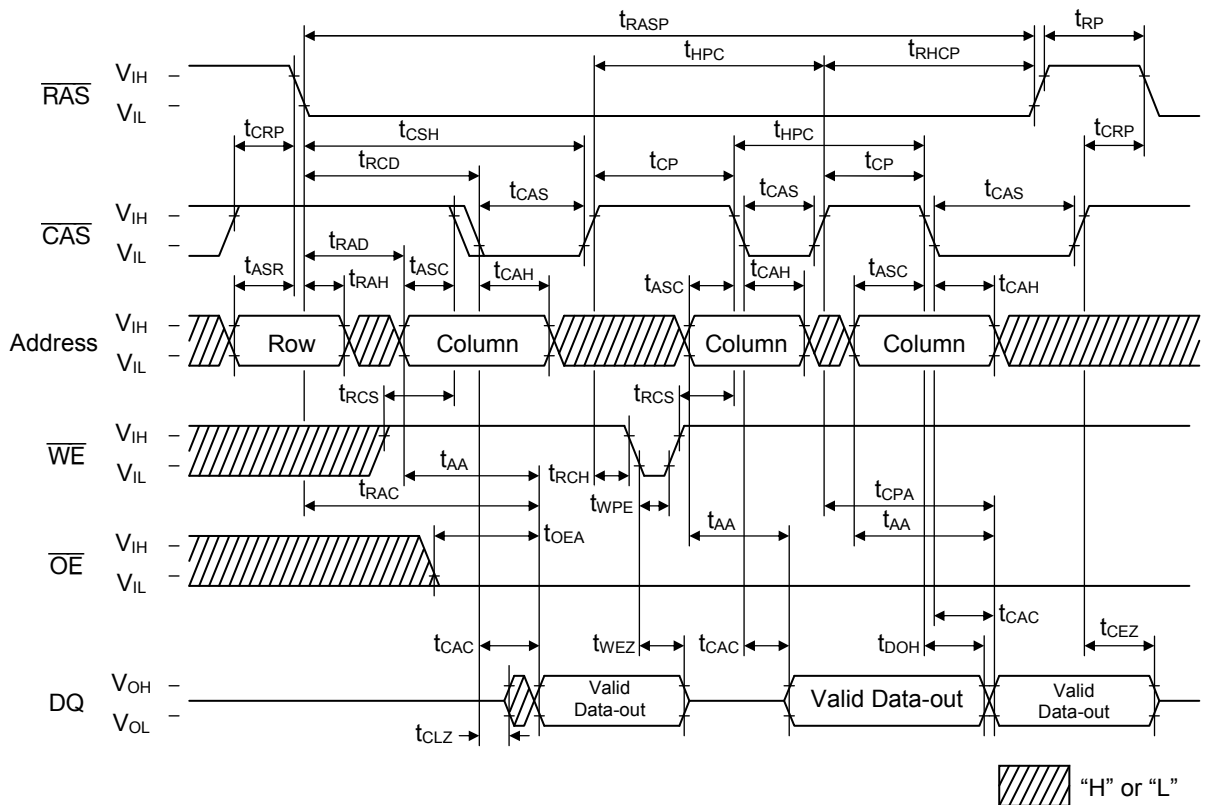 tRASP
tRP
tHPC
tRHCP
RAS
VIH
VIL
tCRP
tCSH
tHPC
tCRP
tRCD
tCP
tCP
tCAS
tCAS
tCAS
CAS
VIH
VIL
tRAD
tASR
tRAH
tASC
tCAH
tASC
tCAH
tASC
tCAH
Address
VIH
VIL
Row
Column
Column
Column
tRCS
tRCS
WE
VIH
VIL
tAA
tRCH
tCPA
tRAC
tWPE
tOEA
tAA
tAA
OE
VIH
VIL
tCAC
tCAC
tWEZ
tCAC
tDOH
tCEZ
DQ
VOH
VOL
Valid
Data-out
Valid Data-out
Valid
Data-out
tCLZ
“H” or “L”